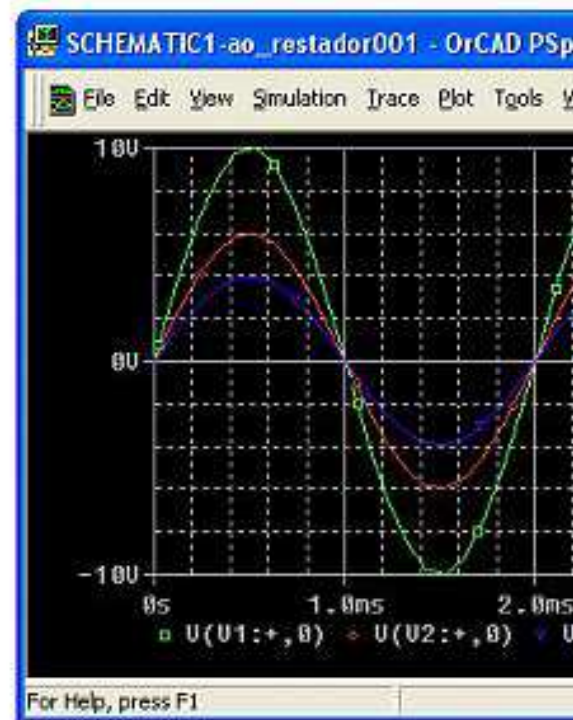 SCHEMATIC1-ao_restador001 - OrCAD PSp
File Edit View Simulation Trace Plot Tools
10V
0V
-10V
0s 1.0ms 2.0ms
V(V1:+,0) V(V2:+,0) V
For Help, press F1